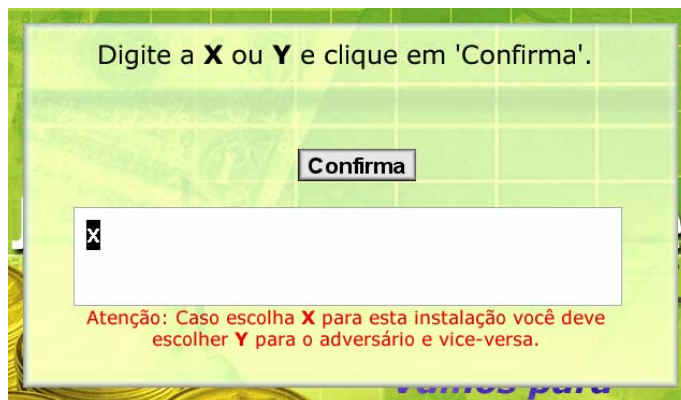 Digite a X ou Y e clique em 'Confirma'.
Confirma
X
Atenção: Caso escolha X para esta instalação você deve
escolher Y para o adversário e vice-versa.
para